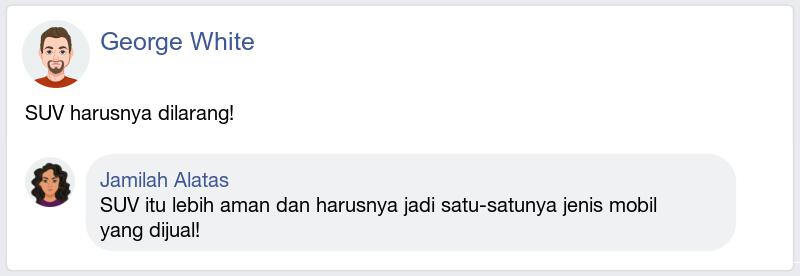 George White
SUV harusnya dilarang!
Jamilah Alatas
SUV itu lebih aman dan harusnya jadi satu-satunya jenis mobil
yang dijual!